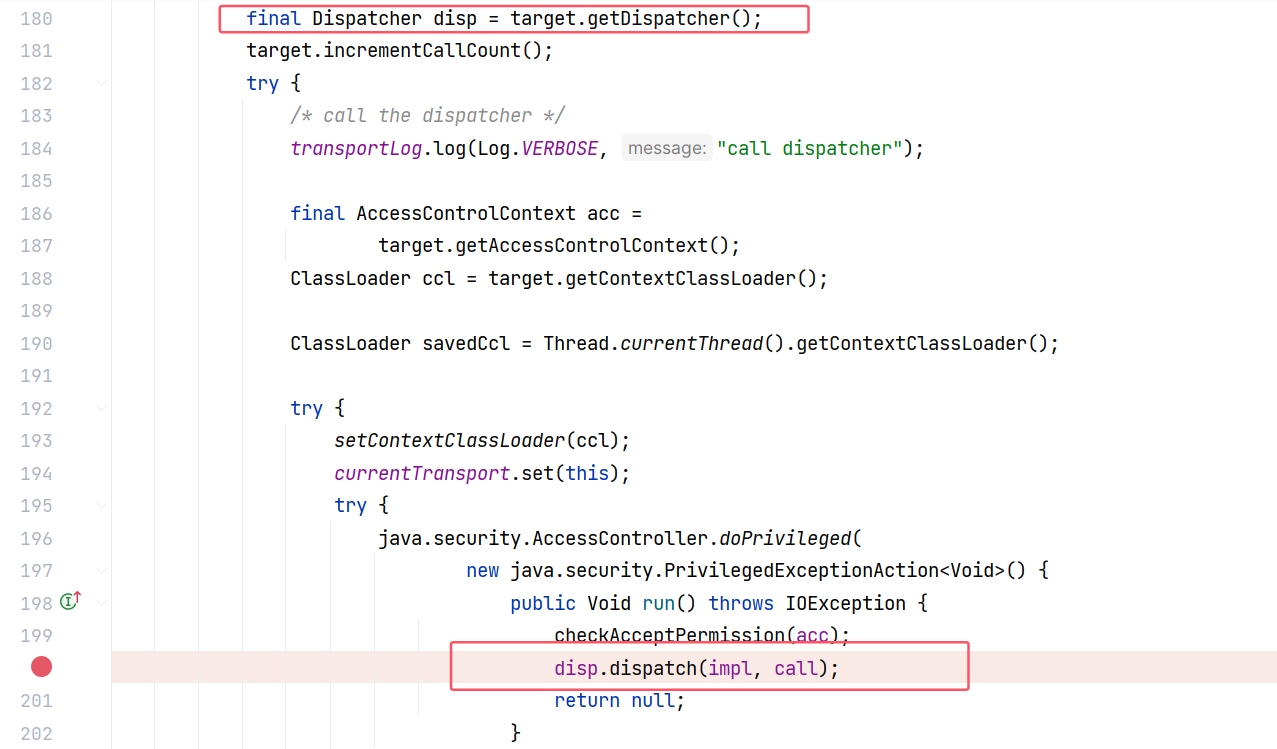 180 final Dispatcher disp = target.getDispatcher();
181 target.incrementCallCount();
182 try {
183 /* call the dispatcher */
184 transportLog.log(Log.VERBOSE, message: "call dispatcher");
185
186 final AccessControlContext acc =
187 target.getAccessControlContext();
188 ClassLoader ccl = target.getContextClassLoader();
189
190 ClassLoader savedCcl = Thread.currentThread().getContextClassLoader();
191
192 try {
193 setContextClassLoader(ccl);
194 currentTransport.set(this);
195 try {
196 java.security.AccessController.doPrivileged(
197 new java.security.PrivilegedExceptionAction<Void>() {
198 public Void run() throws IOException {
199 checkAcceptPermission(acc);
disp.dispatch(impl, call);
201 return null;
202 }